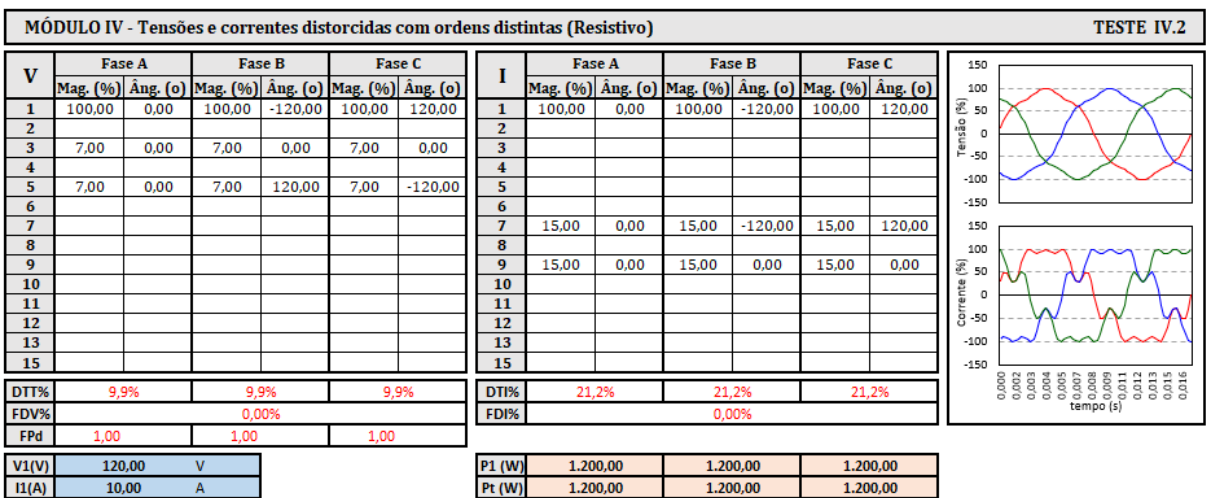 MÓDULO IV - Tensões e correntes distorcidas com ordens distintas (Resistivo) TESTE IV.2
V Fase A Fase B Fase C
Mag. (%) Âng. (o) Mag. (%) Âng. (o) Mag. (%) Âng. (o)
1 100,00 0,00 100,00 -120,00 100,00 120,00
2
3 7,00 0,00 7,00 0,00 7,00 0,00
4
5 7,00 0,00 7,00 120,00 7,00 -120,00
6
7
8
9
10
11
12
13
15
DTT% 9,9% 9,9% 9,9%
FDV% 0,00%
FPd 1,00 1,00 1,00
V1(V) 120,00 V
I1(A) 10,00 A
I Fase A Fase B Fase C
Mag. (%) Âng. (o) Mag. (%) Âng. (o) Mag. (%) Âng. (o)
1 100,00 0,00 100,00 -120,00 100,00 120,00
2
3
4
5
6
7 15,00 0,00 15,00 -120,00 15,00 120,00
8
9 15,00 0,00 15,00 0,00 15,00 0,00
10
11
12
13
15
DTI% 21,2% 21,2% 21,2%
FDI% 0,00%
P1 (W) 1.200,00 1.200,00 1.200,00
Pt (W) 1.200,00 1.200,00 1.200,00
Tensão (%)
150
100
50
0
-50
-100
-150
Corrente (%)
150
100
50
0
-50
-100
-150
0,000 0,002 0,003 0,004 0,005 0,007 0,008 0,009 0,011 0,012 0,013 0,015 0,016
tempo (s)